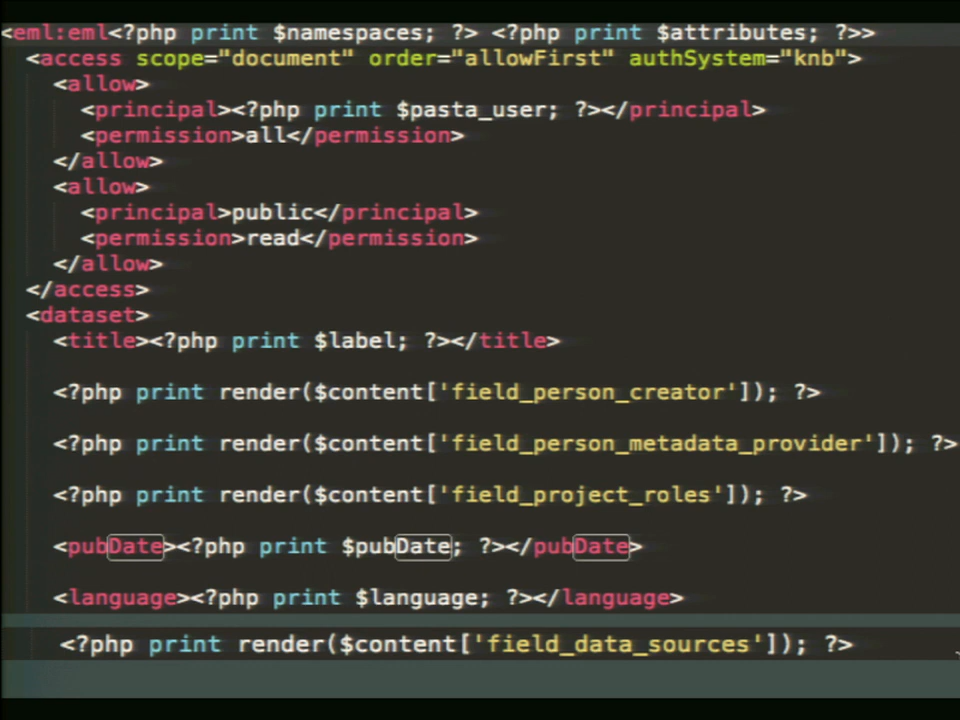 <eml:eml<?php print $namespaces; ?> <?php print $attributes; ?>>
<access scope="document" order="allowFirst" authSystem="knb">
<allow>
<principal><?php print $pasta_user; ?></principal>
<permission>all</permission>
</allow>
<allow>
<principal>public</principal>
<permission>read</permission>
</allow>
</access>
<dataset>
<title><?php print $label; ?></title>
<?php print render($content['field_person_creator']); ?>
<?php print render($content['field_person_metadata_provider']); ?>
<?php print render($content['field_project_roles']); ?>
<pubDate><?php print $pubDate; ?></pubDate>
<language><?php print $language; ?></language>
<?php print render($content['field_data_sources']); ?>